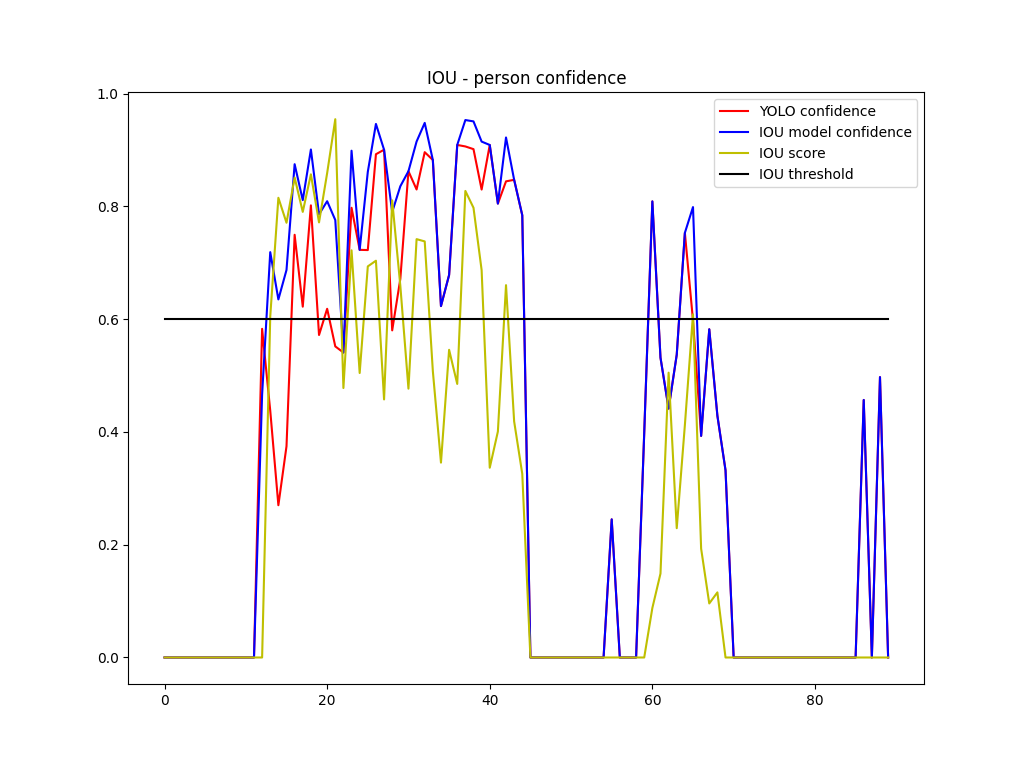 IOU - person confidence
YOLO confidence
IOU model confidence
IOU score
IOU threshold
1.0
0.8
0.6
0.4
0.2
0.0
0 20 40 60 80